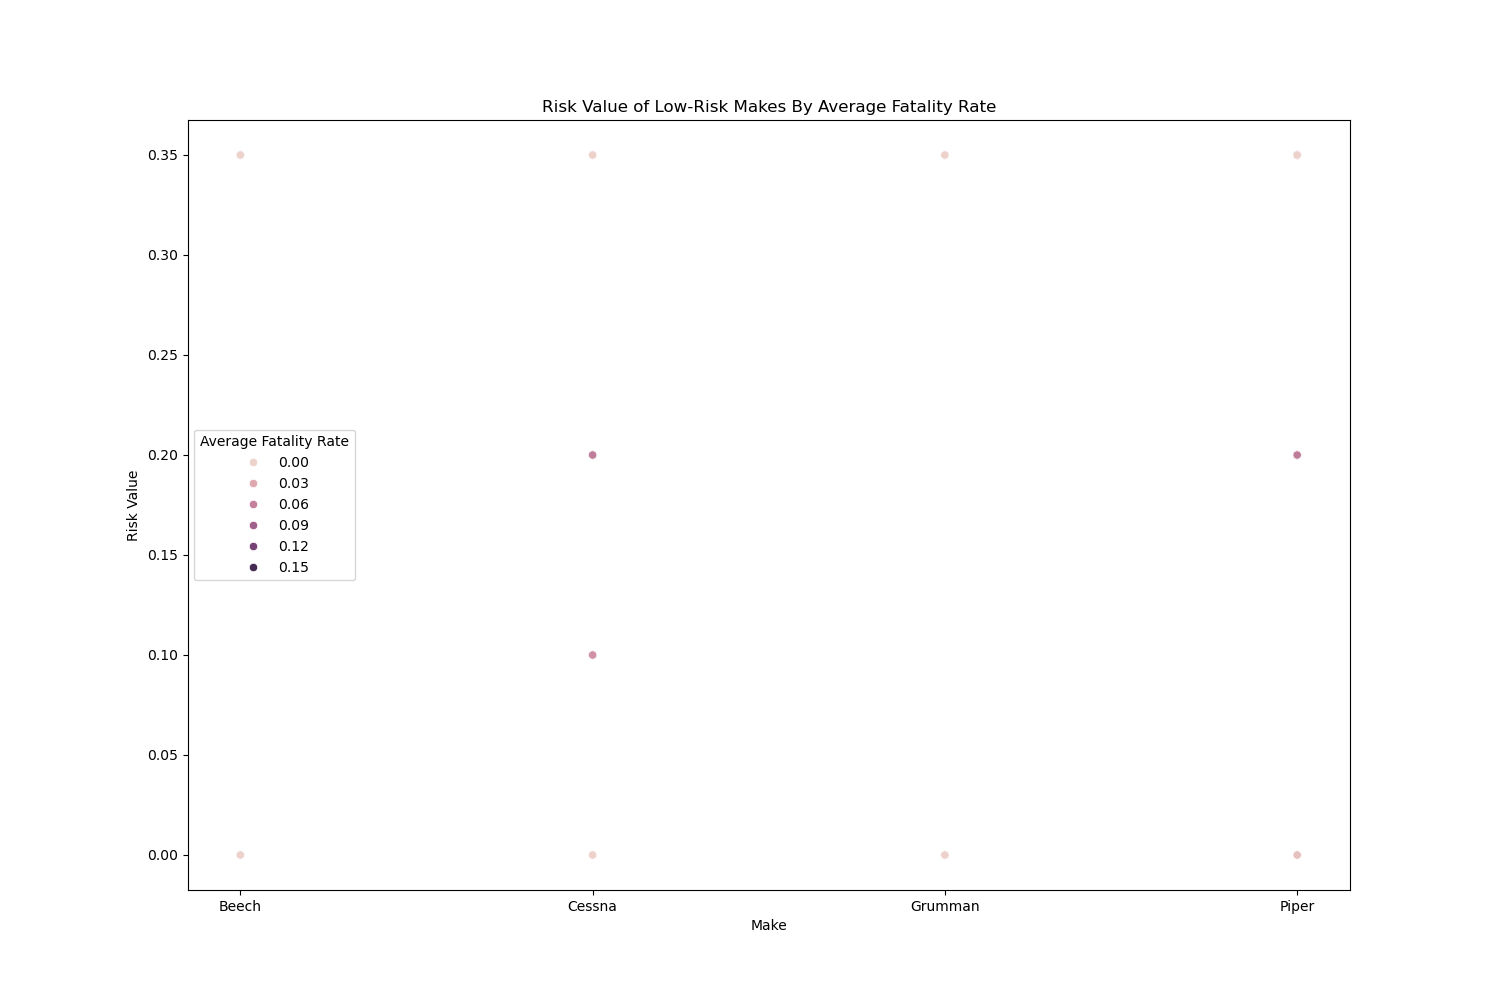 Risk Value of Low-Risk Makes By Average Fatality Rate
0.35
0.30
0.25
0.20
0.15
0.10
0.05
0.00
Risk Value
Average Fatality Rate
0.00
0.03
0.06
0.09
0.12
0.15
Beech
Cessna
Grumman
Piper
Make